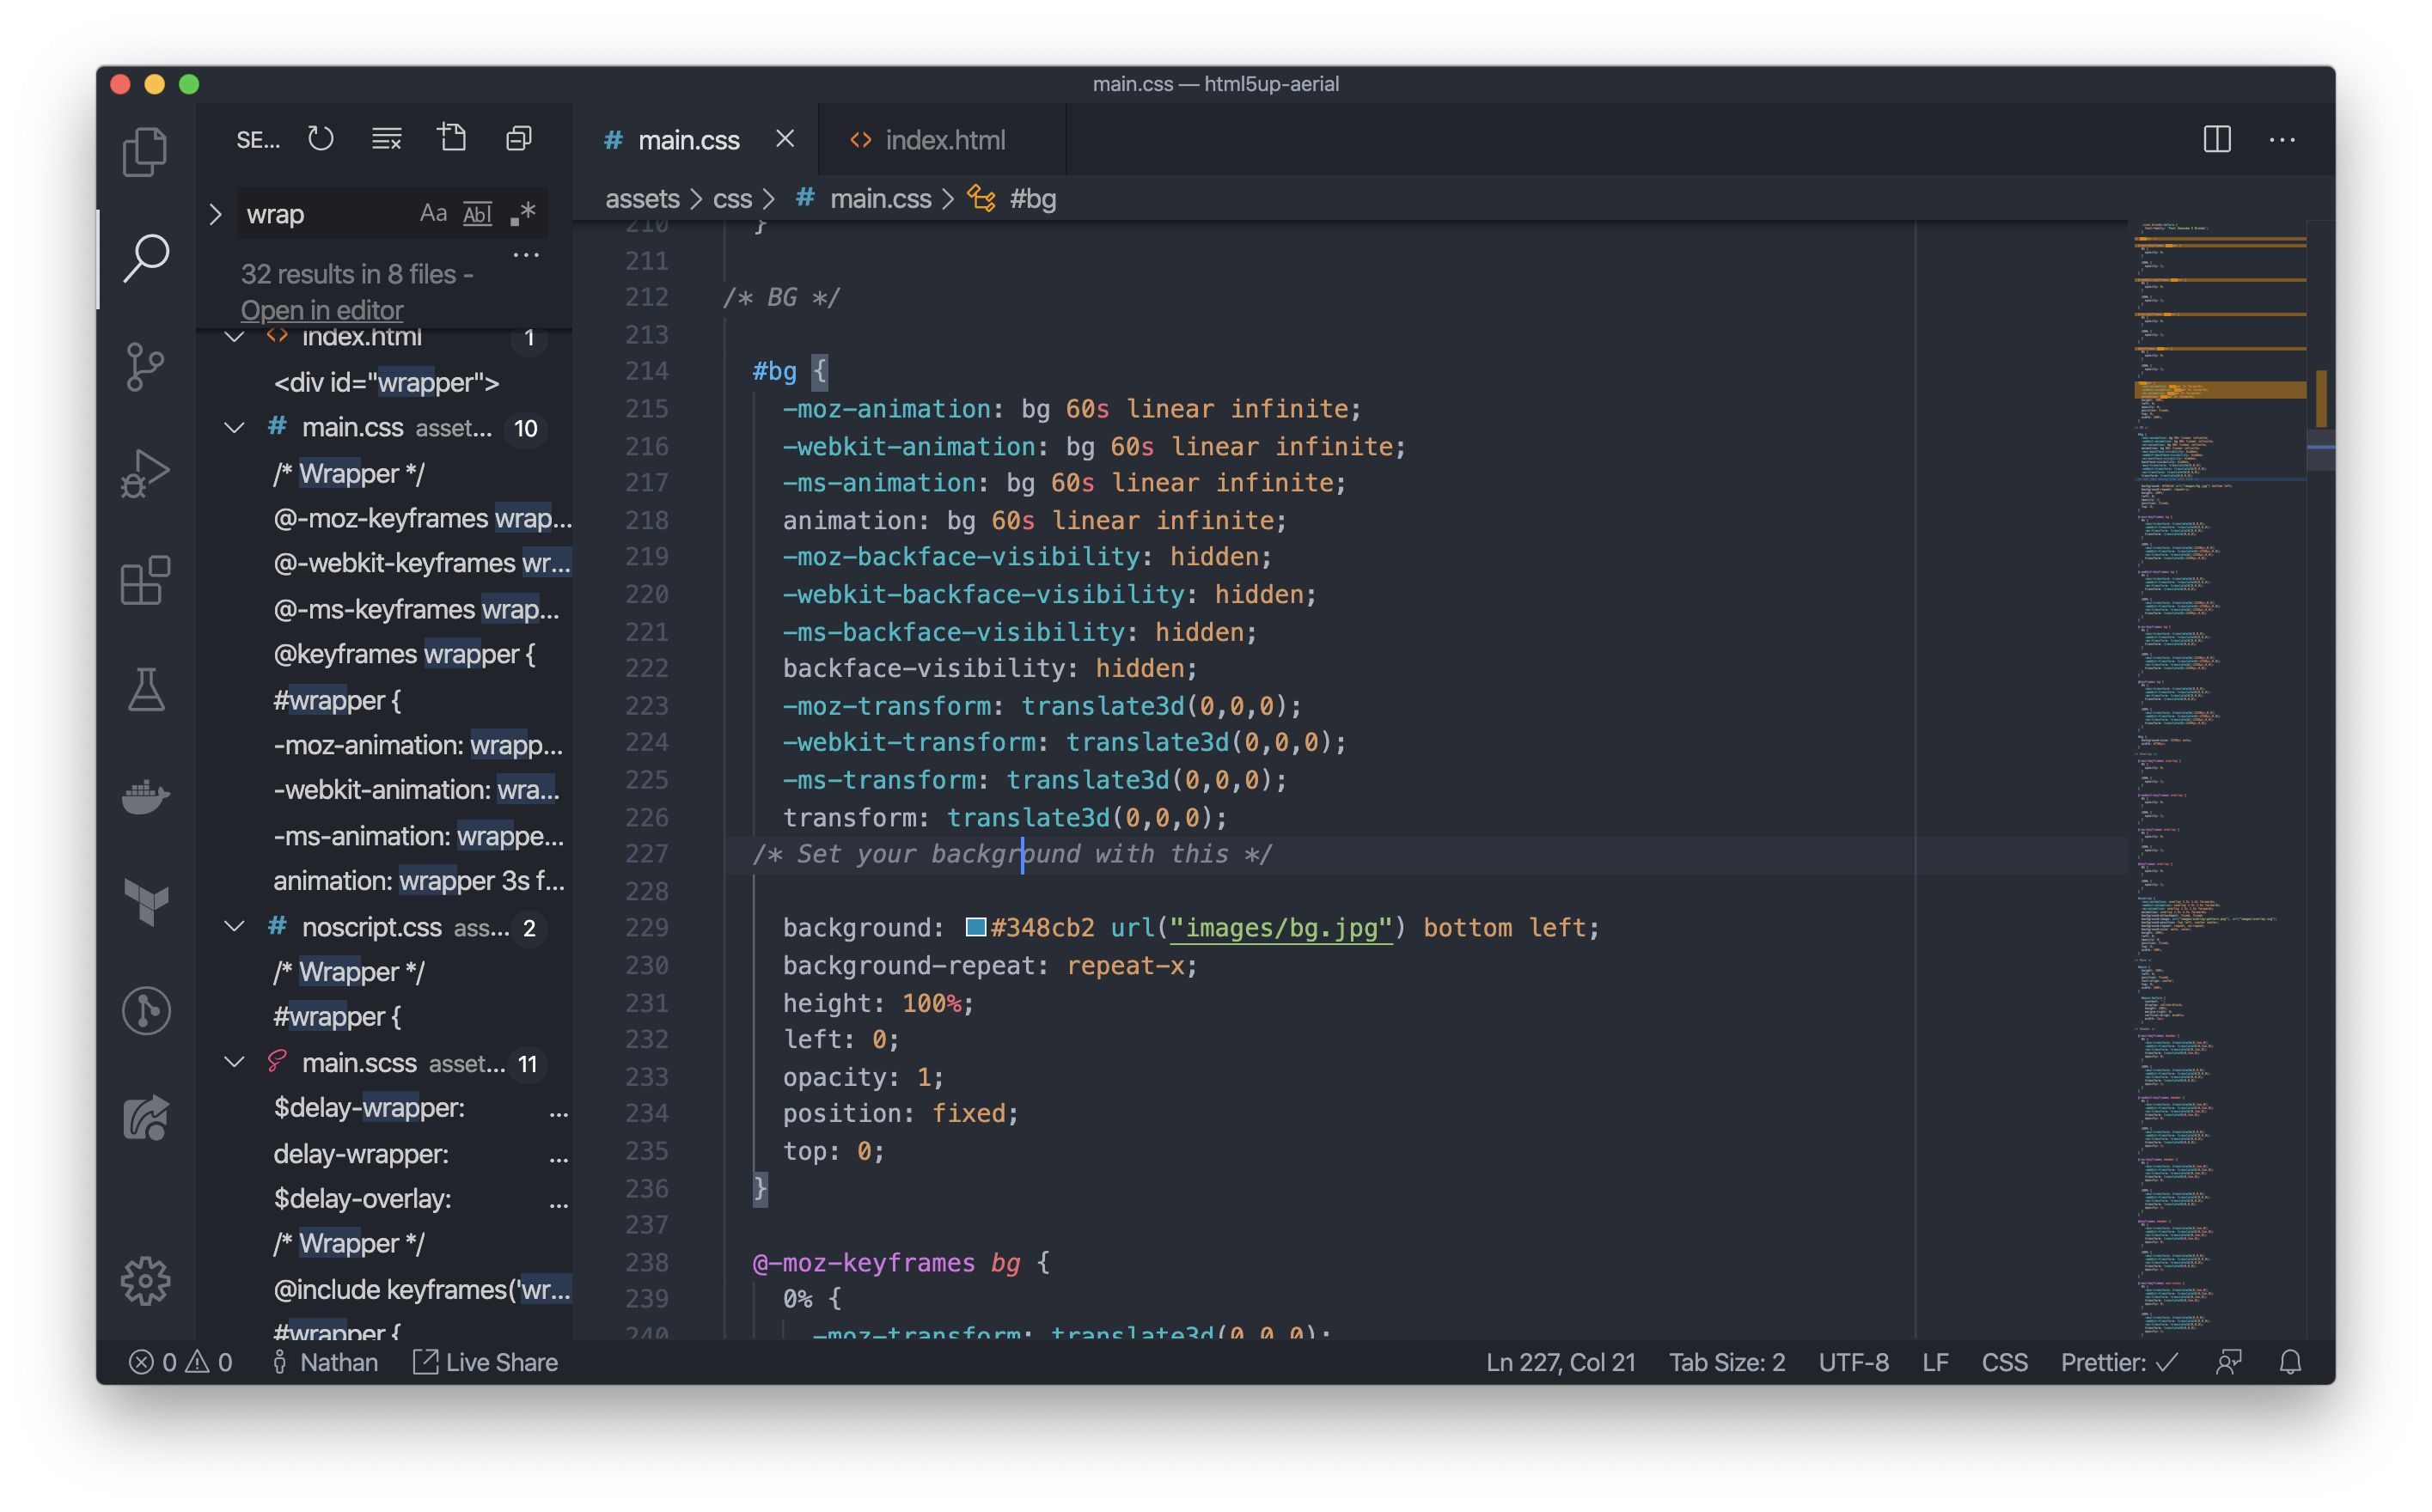 main.css — html5up-aerial
SE...
main.css
index.html
assets > css > # main.css > #bg
wrap
Aa Abl .*
32 results in 8 files -
Open in editor
index.html 1
<div id="wrapper">
# main.css asset... 10
/* Wrapper */
@-moz-keyframes wrap...
@-webkit-keyframes wr...
@-ms-keyframes wrap...
@keyframes wrapper {
#wrapper {
-moz-animation: wrapp...
-webkit-animation: wra...
-ms-animation: wrappe...
animation: wrapper 3s f...
# noscript.css ass... 2
/* Wrapper */
#wrapper {
main.scss asset... 11
$delay-wrapper: ...
delay-wrapper: ...
$delay-overlay: ...
/* Wrapper */
@include keyframes('wr...
#wrapper {
210 }
211
212 /* BG */
213
214 #bg {
215 -moz-animation: bg 60s linear infinite;
216 -webkit-animation: bg 60s linear infinite;
217 -ms-animation: bg 60s linear infinite;
218 animation: bg 60s linear infinite;
219 -moz-backface-visibility: hidden;
220 -webkit-backface-visibility: hidden;
221 -ms-backface-visibility: hidden;
222 backface-visibility: hidden;
223 -moz-transform: translate3d(0,0,0);
224 -webkit-transform: translate3d(0,0,0);
225 -ms-transform: translate3d(0,0,0);
226 transform: translate3d(0,0,0);
227 /* Set your background with this */
228
229 background: #348cb2 url("images/bg.jpg") bottom left;
230 background-repeat: repeat-x;
231 height: 100%;
232 left: 0;
233 opacity: 1;
234 position: fixed;
235 top: 0;
236 }
237
238 @-moz-keyframes bg {
239 0% {
240 -moz-transform: translate3d(0,0,0);
0 0 Nathan Live Share
Ln 227, Col 21 Tab Size: 2 UTF-8 LF CSS Prettier: ✓